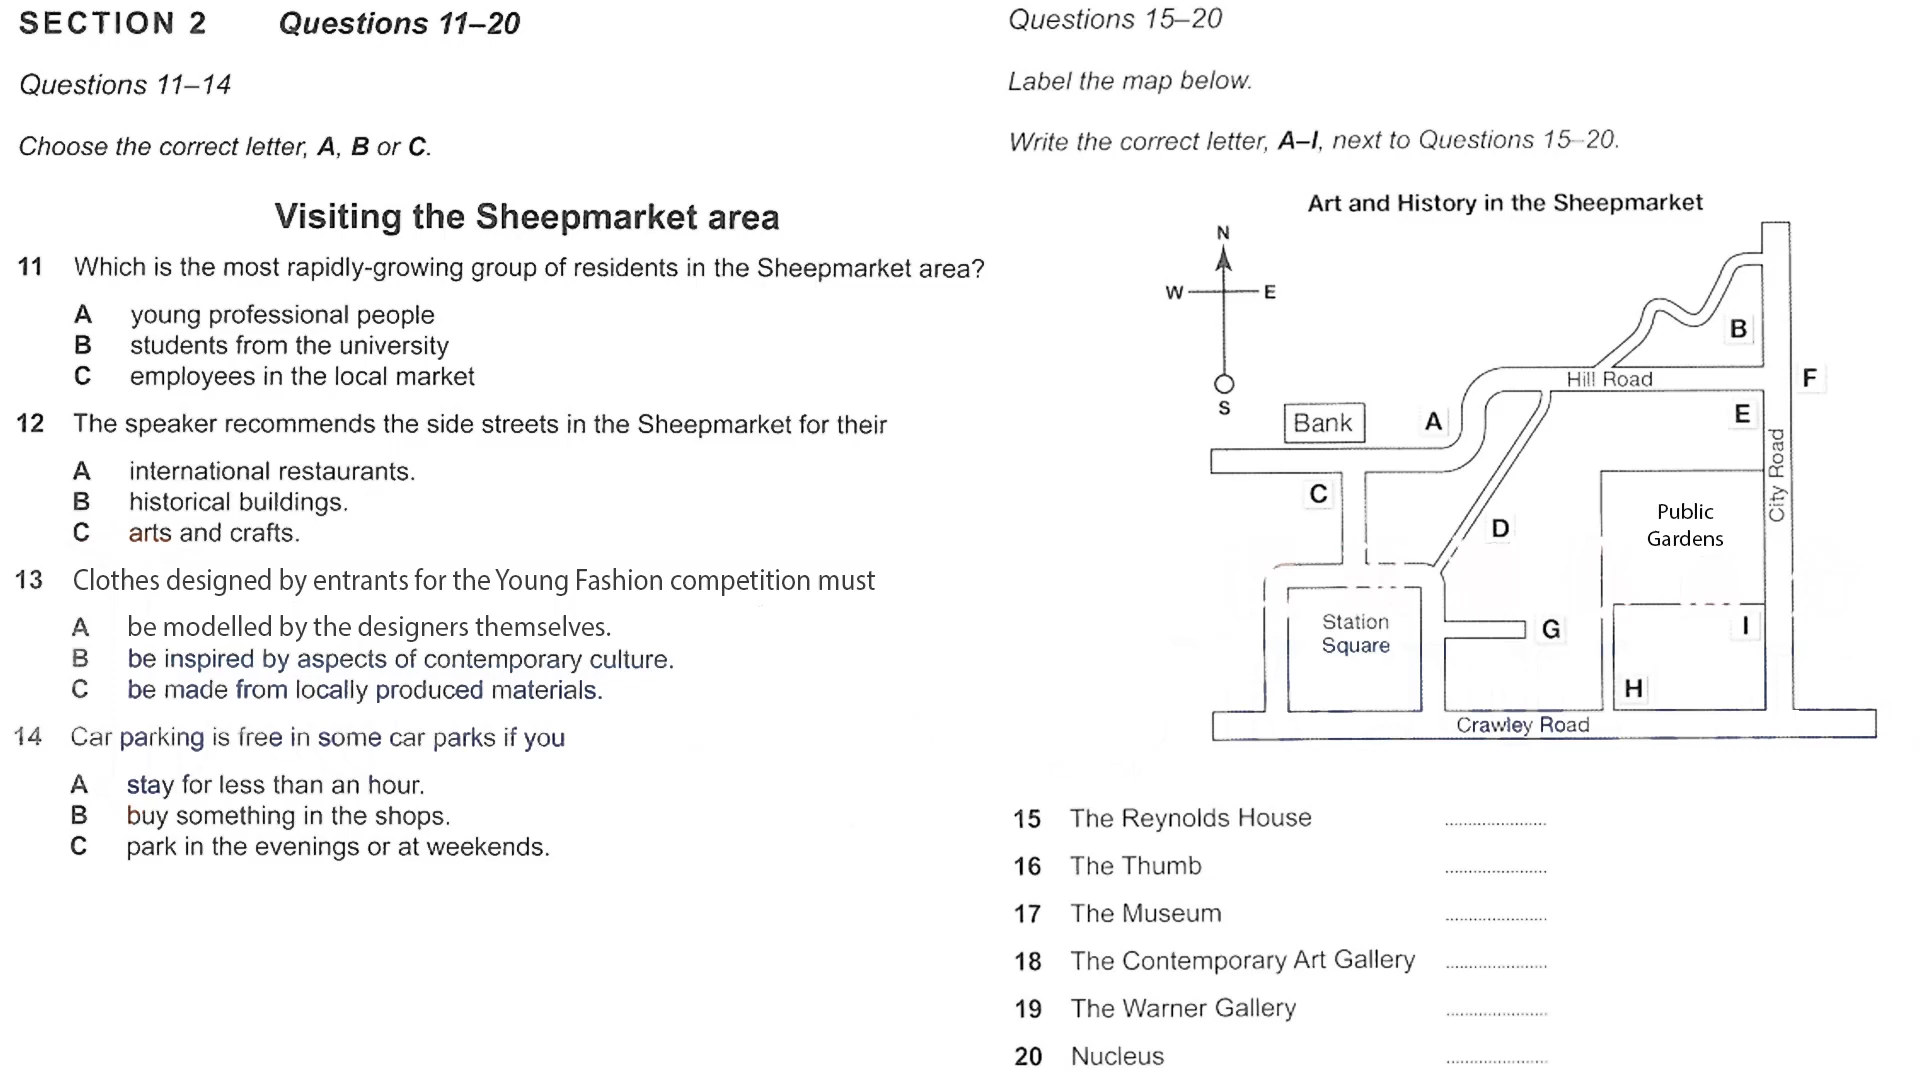 SECTION 2 Questions 11–20
Questions 11–14
Choose the correct letter, A, B or C.
Visiting the Sheepmarket area
11 Which is the most rapidly-growing group of residents in the Sheepmarket area?
A young professional people
B students from the university
C employees in the local market
12 The speaker recommends the side streets in the Sheepmarket for their
A international restaurants.
B historical buildings.
C arts and crafts.
13 Clothes designed by entrants for the Young Fashion competition must
A be modelled by the designers themselves.
B be inspired by aspects of contemporary culture.
C be made from locally produced materials.
14 Car parking is free in some car parks if you
A stay for less than an hour.
B buy something in the shops.
C park in the evenings or at weekends.
Questions 15–20
Label the map below.
Write the correct letter, A–I, next to Questions 15–20.
Art and History in the Sheepmarket
N
W E
S
B
Hill Road
F
Bank
A
E
City Road
C
Public
Gardens
D
Station
Square
G
I
H
Crawley Road
15 The Reynolds House ......................
16 The Thumb ......................
17 The Museum ......................
18 The Contemporary Art Gallery ......................
19 The Warner Gallery ......................
20 Nucleus ......................